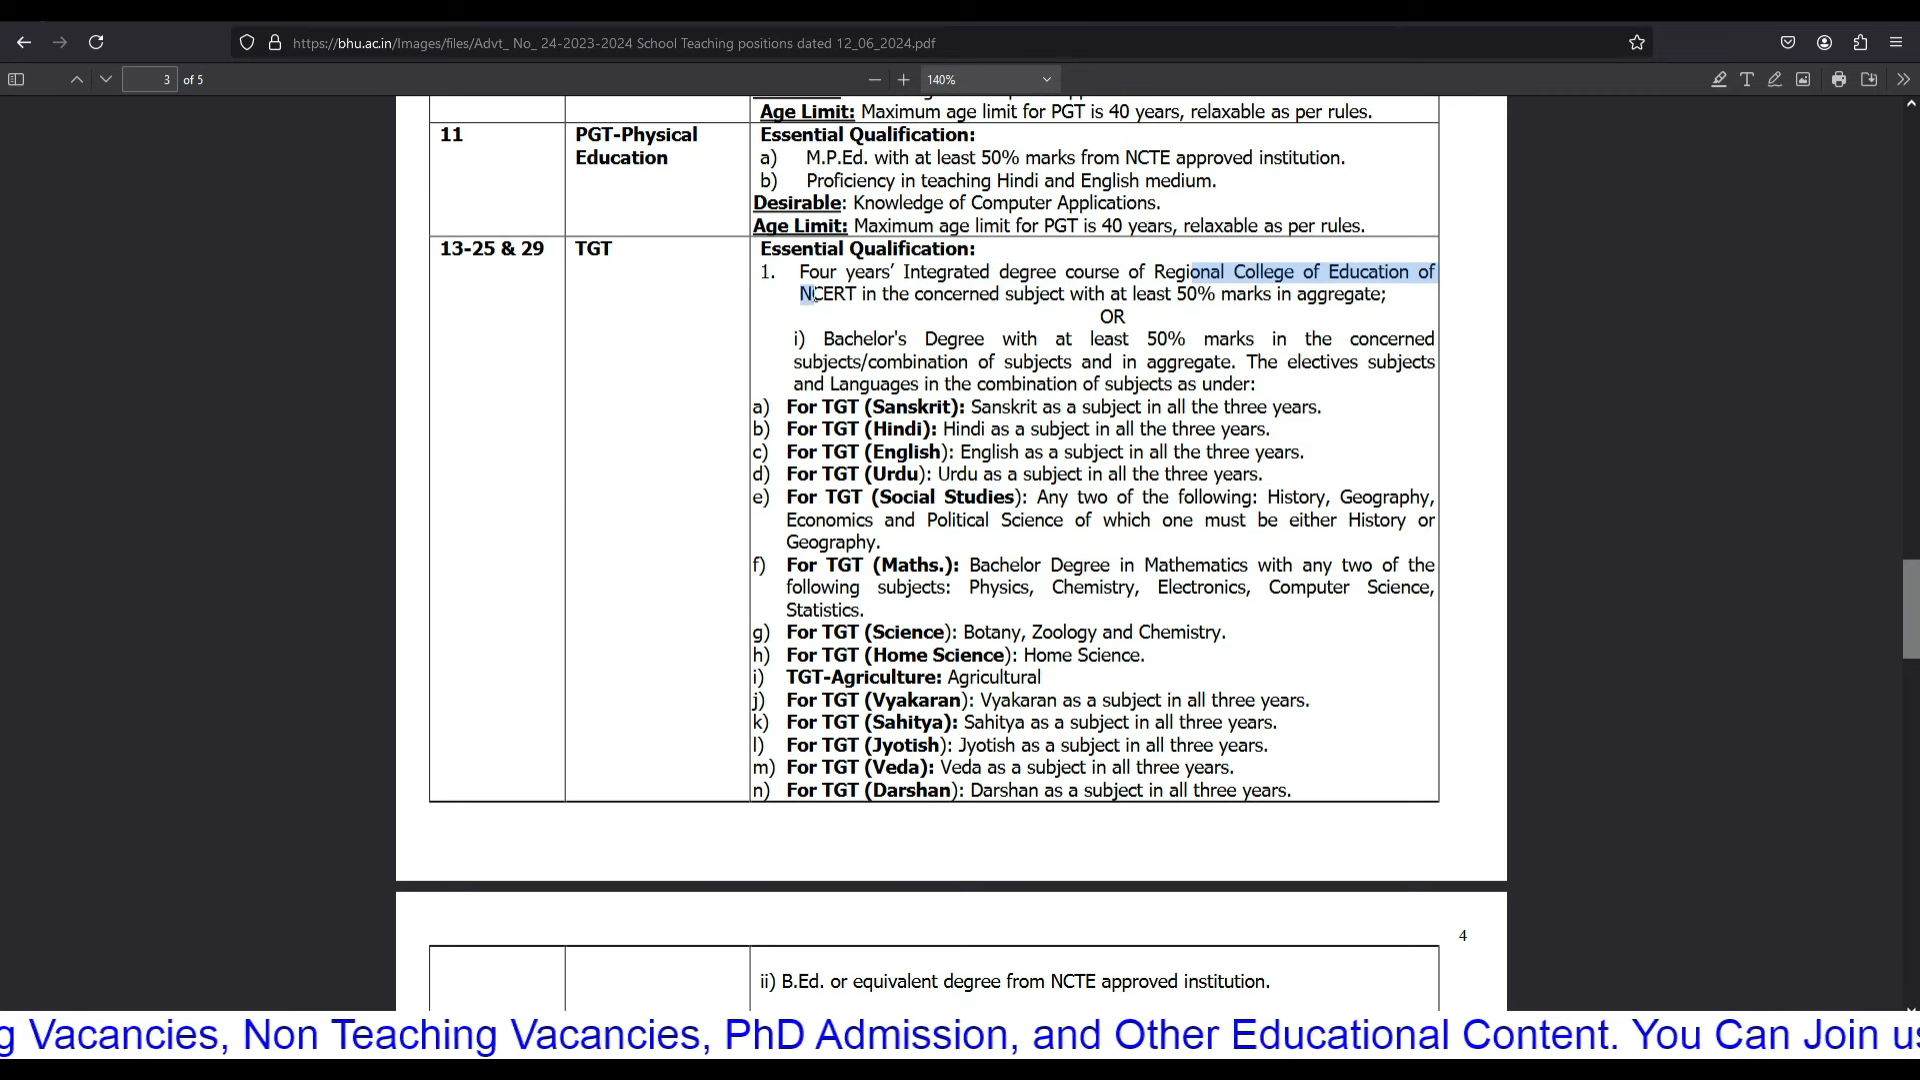 https://bhu.ac.in/Images/files/Advt_ No_ 24-2023-2024 School Teaching positions dated 12_06_2024.pdf
3 of 5
140%
Age Limit: Maximum age limit for PGT is 40 years, relaxable as per rules.
11 PGT-Physical Education
Essential Qualification:
a) M.P.Ed. with at least 50% marks from NCTE approved institution.
b) Proficiency in teaching Hindi and English medium.
Desirable: Knowledge of Computer Applications.
Age Limit: Maximum age limit for PGT is 40 years, relaxable as per rules.
13-25 & 29 TGT
Essential Qualification:
1. Four years’ Integrated degree course of Regional College of Education of
NCERT in the concerned subject with at least 50% marks in aggregate;
OR
i) Bachelor's Degree with at least 50% marks in the concerned
subjects/combination of subjects and in aggregate. The electives subjects
and Languages in the combination of subjects as under:
a) For TGT (Sanskrit): Sanskrit as a subject in all the three years.
b) For TGT (Hindi): Hindi as a subject in all the three years.
c) For TGT (English): English as a subject in all the three years.
d) For TGT (Urdu): Urdu as a subject in all the three years.
e) For TGT (Social Studies): Any two of the following: History, Geography,
Economics and Political Science of which one must be either History or
Geography.
f) For TGT (Maths.): Bachelor Degree in Mathematics with any two of the
following subjects: Physics, Chemistry, Electronics, Computer Science,
Statistics.
g) For TGT (Science): Botany, Zoology and Chemistry.
h) For TGT (Home Science): Home Science.
i) TGT-Agriculture: Agricultural
j) For TGT (Vyakaran): Vyakaran as a subject in all three years.
k) For TGT (Sahitya): Sahitya as a subject in all three years.
l) For TGT (Jyotish): Jyotish as a subject in all three years.
m) For TGT (Veda): Veda as a subject in all three years.
n) For TGT (Darshan): Darshan as a subject in all three years.
4
ii) B.Ed. or equivalent degree from NCTE approved institution.
g Vacancies, Non Teaching Vacancies, PhD Admission, and Other Educational Content. You Can Join us